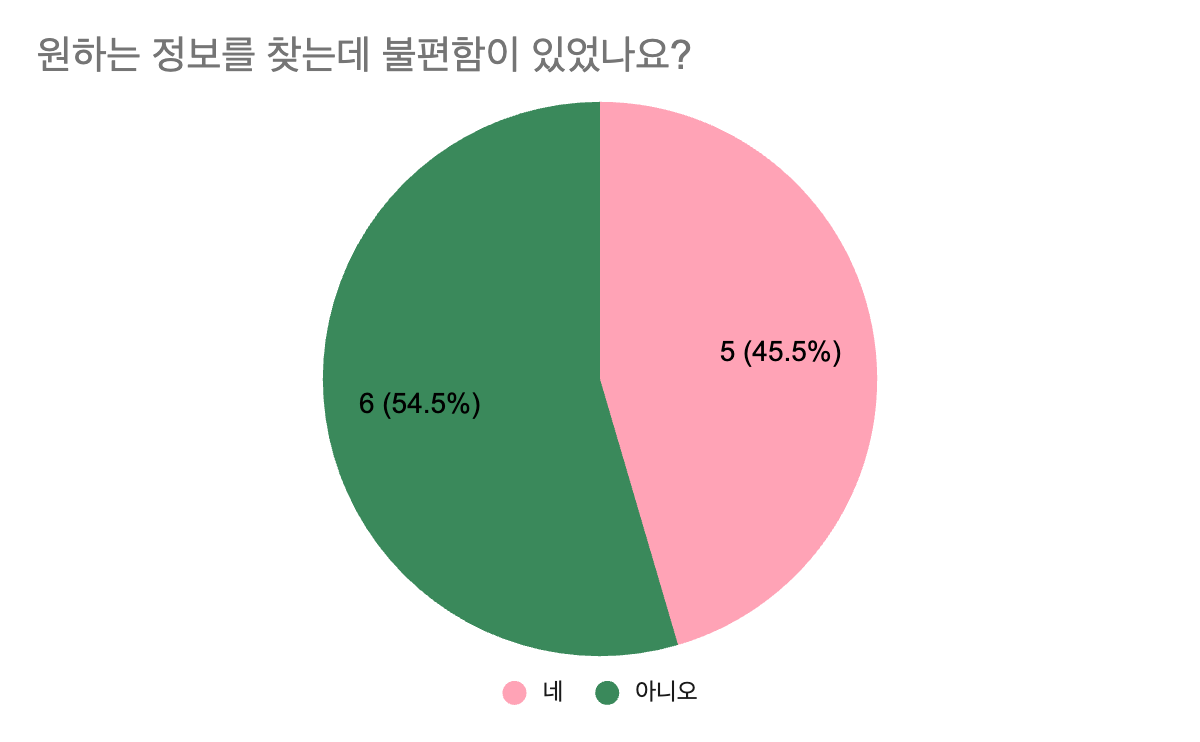 원하는 정보를 찾는데 불편함이 있었나요?
5 (45.5%)
6 (54.5%)
네
아니오